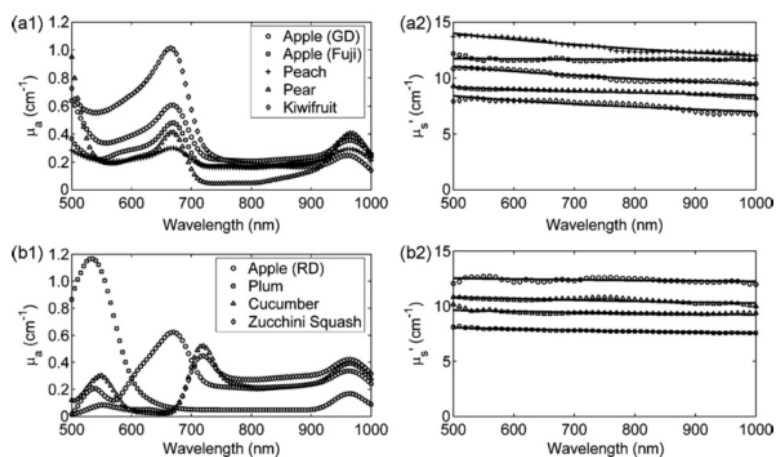 (a1)
1.2
1.0
0.8
0.6
0.4
0.2
0
μa (cm⁻¹)
Apple (GD)
Apple (Fuji)
Peach
Pear
Kiwifruit
500 600 700 800 900 1000
Wavelength (nm)
(a2)
15
10
5
0
μs' (cm⁻¹)
500 600 700 800 900 1000
Wavelength (nm)
(b1)
1.2
1.0
0.8
0.6
0.4
0.2
0
μa (cm⁻¹)
Apple (RD)
Plum
Cucumber
Zucchini Squash
500 600 700 800 900 1000
Wavelength (nm)
(b2)
15
10
5
0
μs' (cm⁻¹)
500 600 700 800 900 1000
Wavelength (nm)